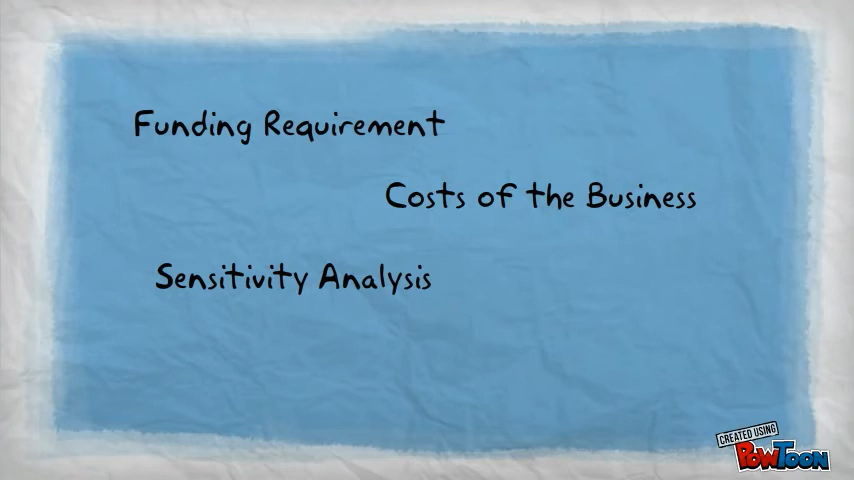 Funding Requirement
Costs of the Business
Sensitivity Analysis
CREATED USING
POWTOON